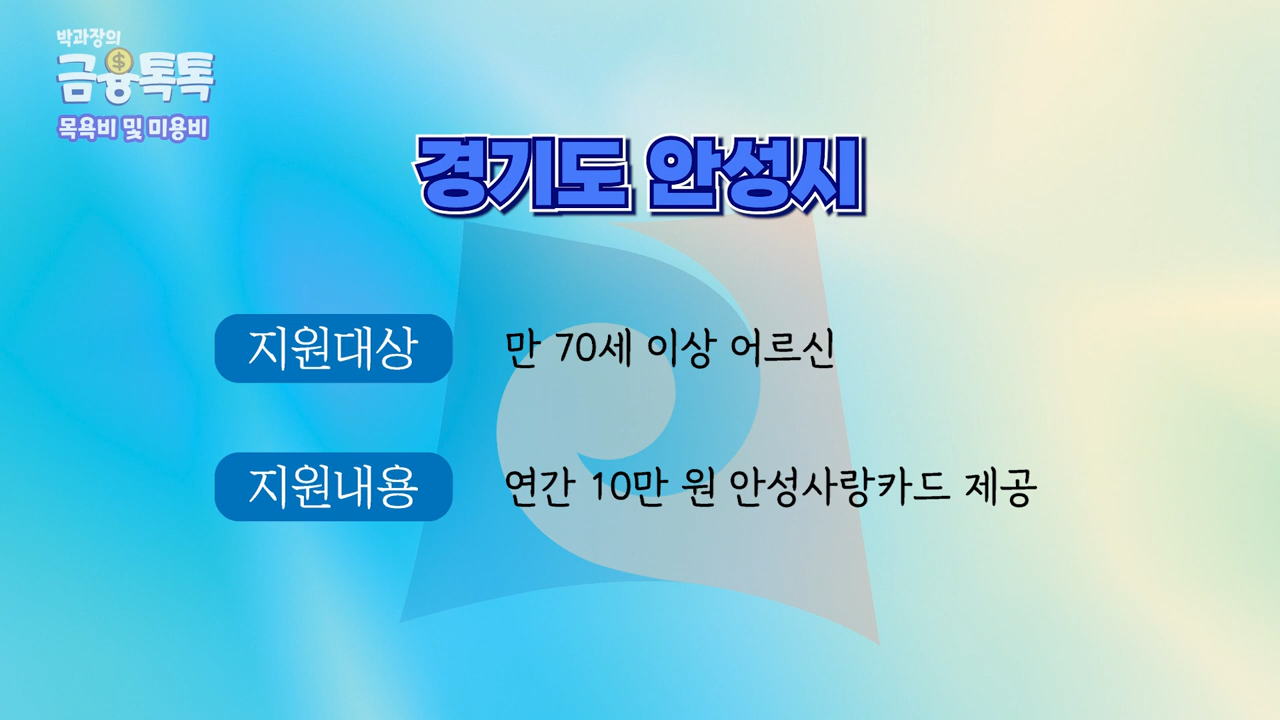 박과장의
금융톡톡
목욕비 및 미용비
경기도 안성시
지원대상 만 70세 이상 어르신
지원내용 연간 10만 원 안성사랑카드 제공